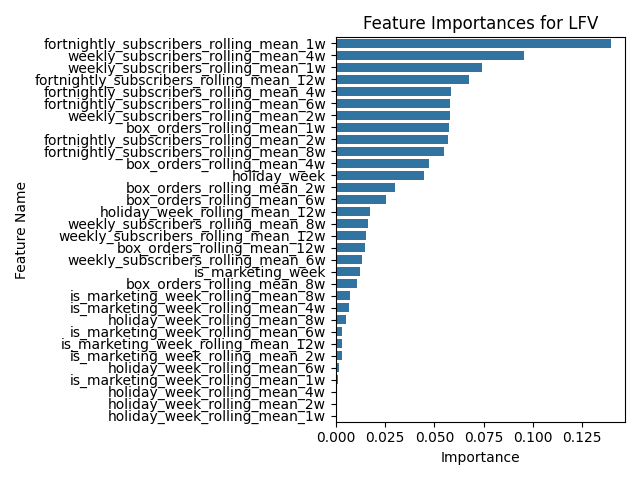 Feature Importances for LFV
fortnightly_subscribers_rolling_mean_1w
weekly_subscribers_rolling_mean_4w
weekly_subscribers_rolling_mean_1w
fortnightly_subscribers_rolling_mean_12w
fortnightly_subscribers_rolling_mean_4w
fortnightly_subscribers_rolling_mean_6w
weekly_subscribers_rolling_mean_2w
box_orders_rolling_mean_1w
fortnightly_subscribers_rolling_mean_2w
fortnightly_subscribers_rolling_mean_8w
box_orders_rolling_mean_4w
holiday_week
box_orders_rolling_mean_2w
box_orders_rolling_mean_6w
holiday_week_rolling_mean_12w
weekly_subscribers_rolling_mean_8w
weekly_subscribers_rolling_mean_12w
box_orders_rolling_mean_12w
weekly_subscribers_rolling_mean_6w
is_marketing_week
box_orders_rolling_mean_8w
is_marketing_week_rolling_mean_8w
is_marketing_week_rolling_mean_4w
holiday_week_rolling_mean_8w
is_marketing_week_rolling_mean_6w
is_marketing_week_rolling_mean_12w
is_marketing_week_rolling_mean_2w
holiday_week_rolling_mean_6w
is_marketing_week_rolling_mean_1w
holiday_week_rolling_mean_4w
holiday_week_rolling_mean_2w
holiday_week_rolling_mean_1w
Feature Name
0.000 0.025 0.050 0.075 0.100 0.125
Importance